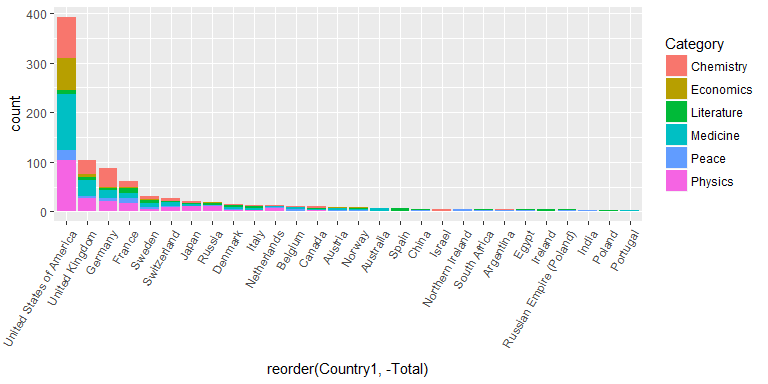 400
300
200
100
0
count
United States of America
United Kingdom
Germany
France
Sweden
Switzerland
Japan
Russia
Denmark
Italy
Netherlands
Belgium
Canada
Austria
Norway
Australia
Spain
China
Israel
Northern Ireland
South Africa
Argentina
Egypt
Ireland
Russian Empire (Poland)
India
Poland
Portugal
reorder(Country1, -Total)
Category
Chemistry
Economics
Literature
Medicine
Peace
Physics